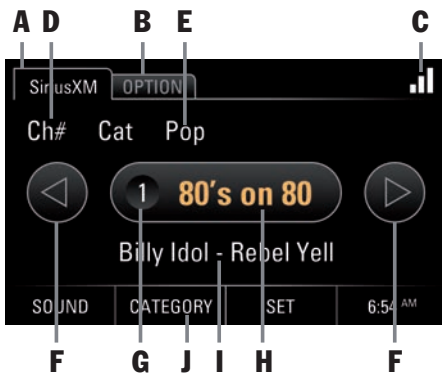 A D B E C
SiriusXM OPTION
Ch# Cat Pop
1 80's on 80
Billy Idol - Rebel Yell
SOUND CATEGORY SET 6:54 AM
F G J I H F